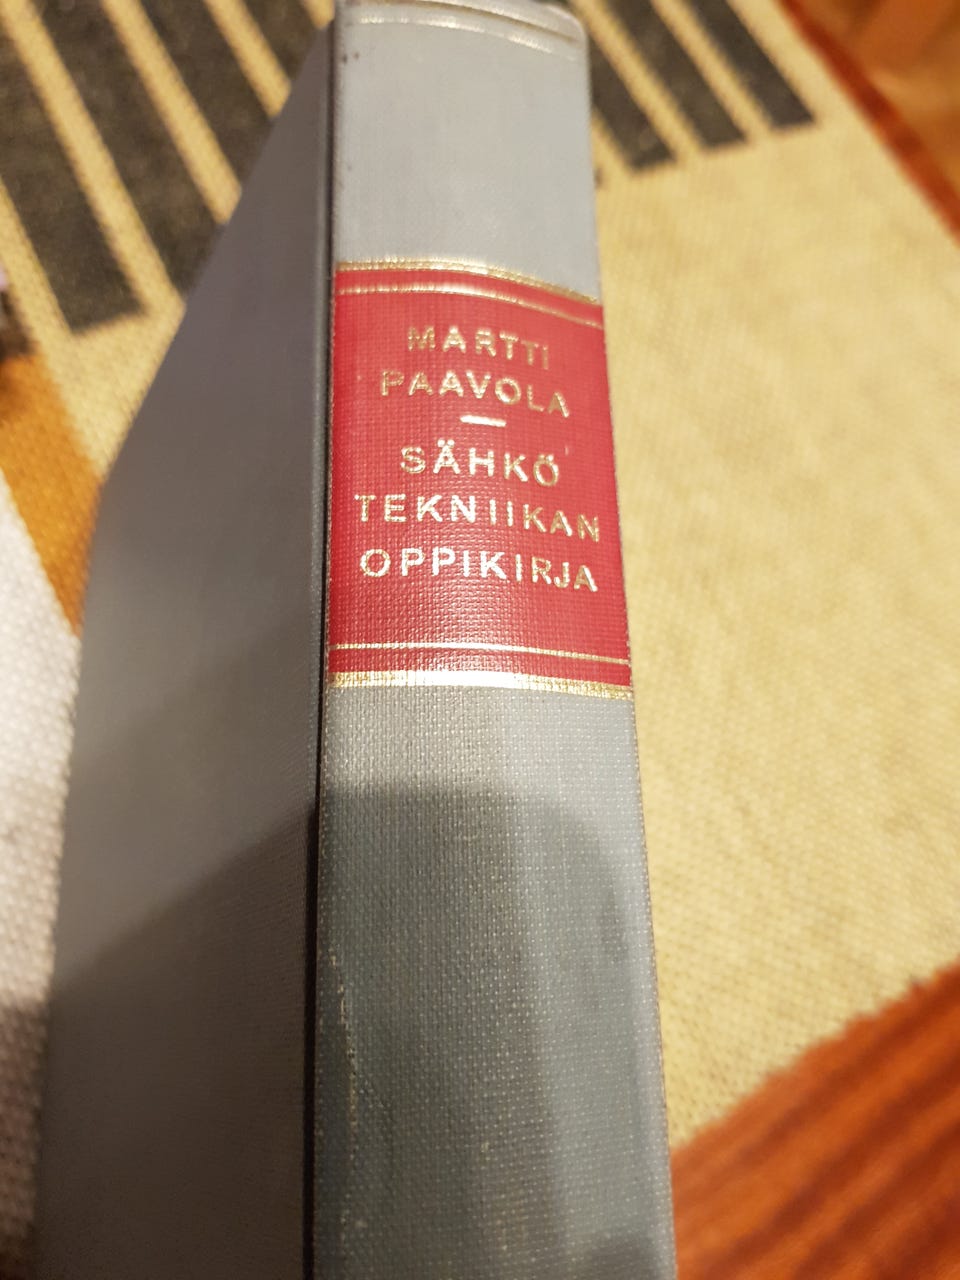 MARTTI
PAAVOLA
SÄHKÖ
TEKNIIKAN
OPPIKIRJA